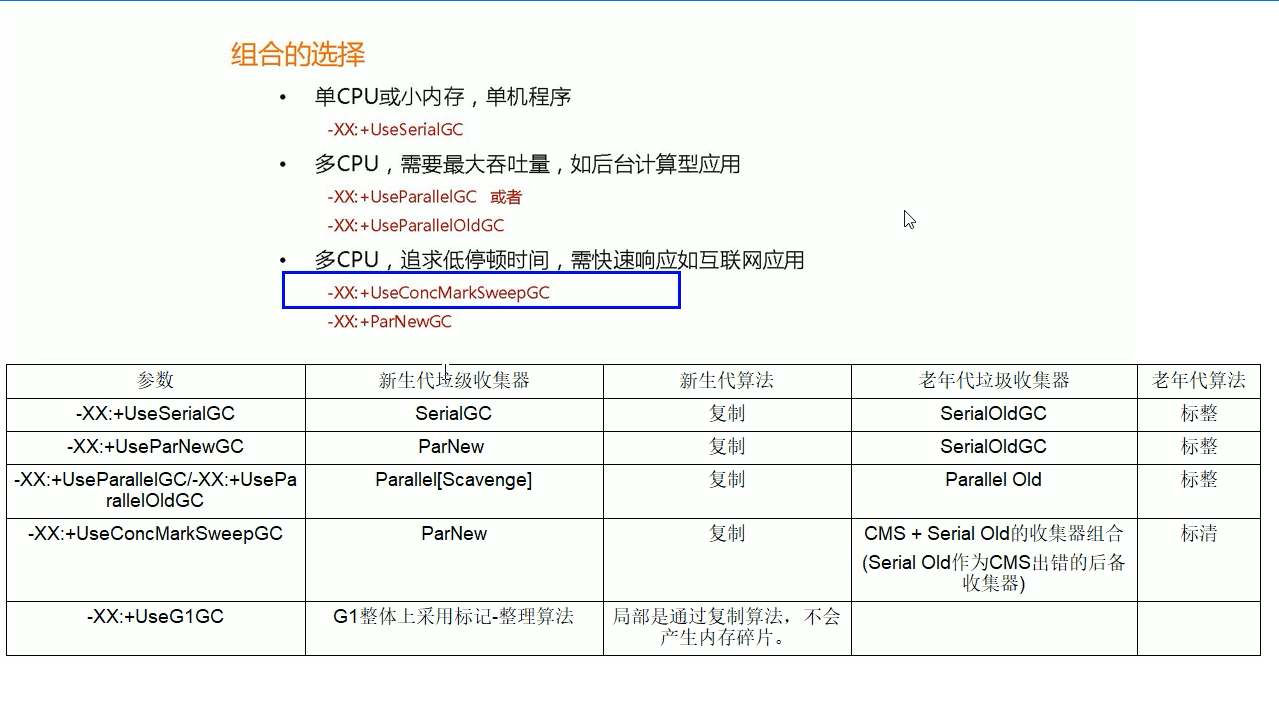 组合的选择
• 单CPU或小内存，单机程序
-XX:+UseSerialGC
• 多CPU，需要最大吞吐量，如后台计算型应用
-XX:+UseParallelGC 或者
-XX:+UseParallelOldGC
• 多CPU，追求低停顿时间，需快速响应如互联网应用
-XX:+UseConcMarkSweepGC
-XX:+ParNewGC
参数 新生代垃级收集器 新生代算法 老年代垃圾收集器 老年代算法
-XX:+UseSerialGC SerialGC 复制 SerialOldGC 标整
-XX:+UseParNewGC ParNew 复制 SerialOldGC 标整
-XX:+UseParallelGC/-XX:+UsePa Parallel[Scavenge] 复制 Parallel Old 标整
rallelOldGC
-XX:+UseConcMarkSweepGC ParNew 复制 CMS + Serial Old的收集器组合 标清
(Serial Old作为CMS出错的后备
收集器)
-XX:+UseG1GC G1整体上采用标记-整理算法 局部是通过复制算法，不会
产生内存碎片。